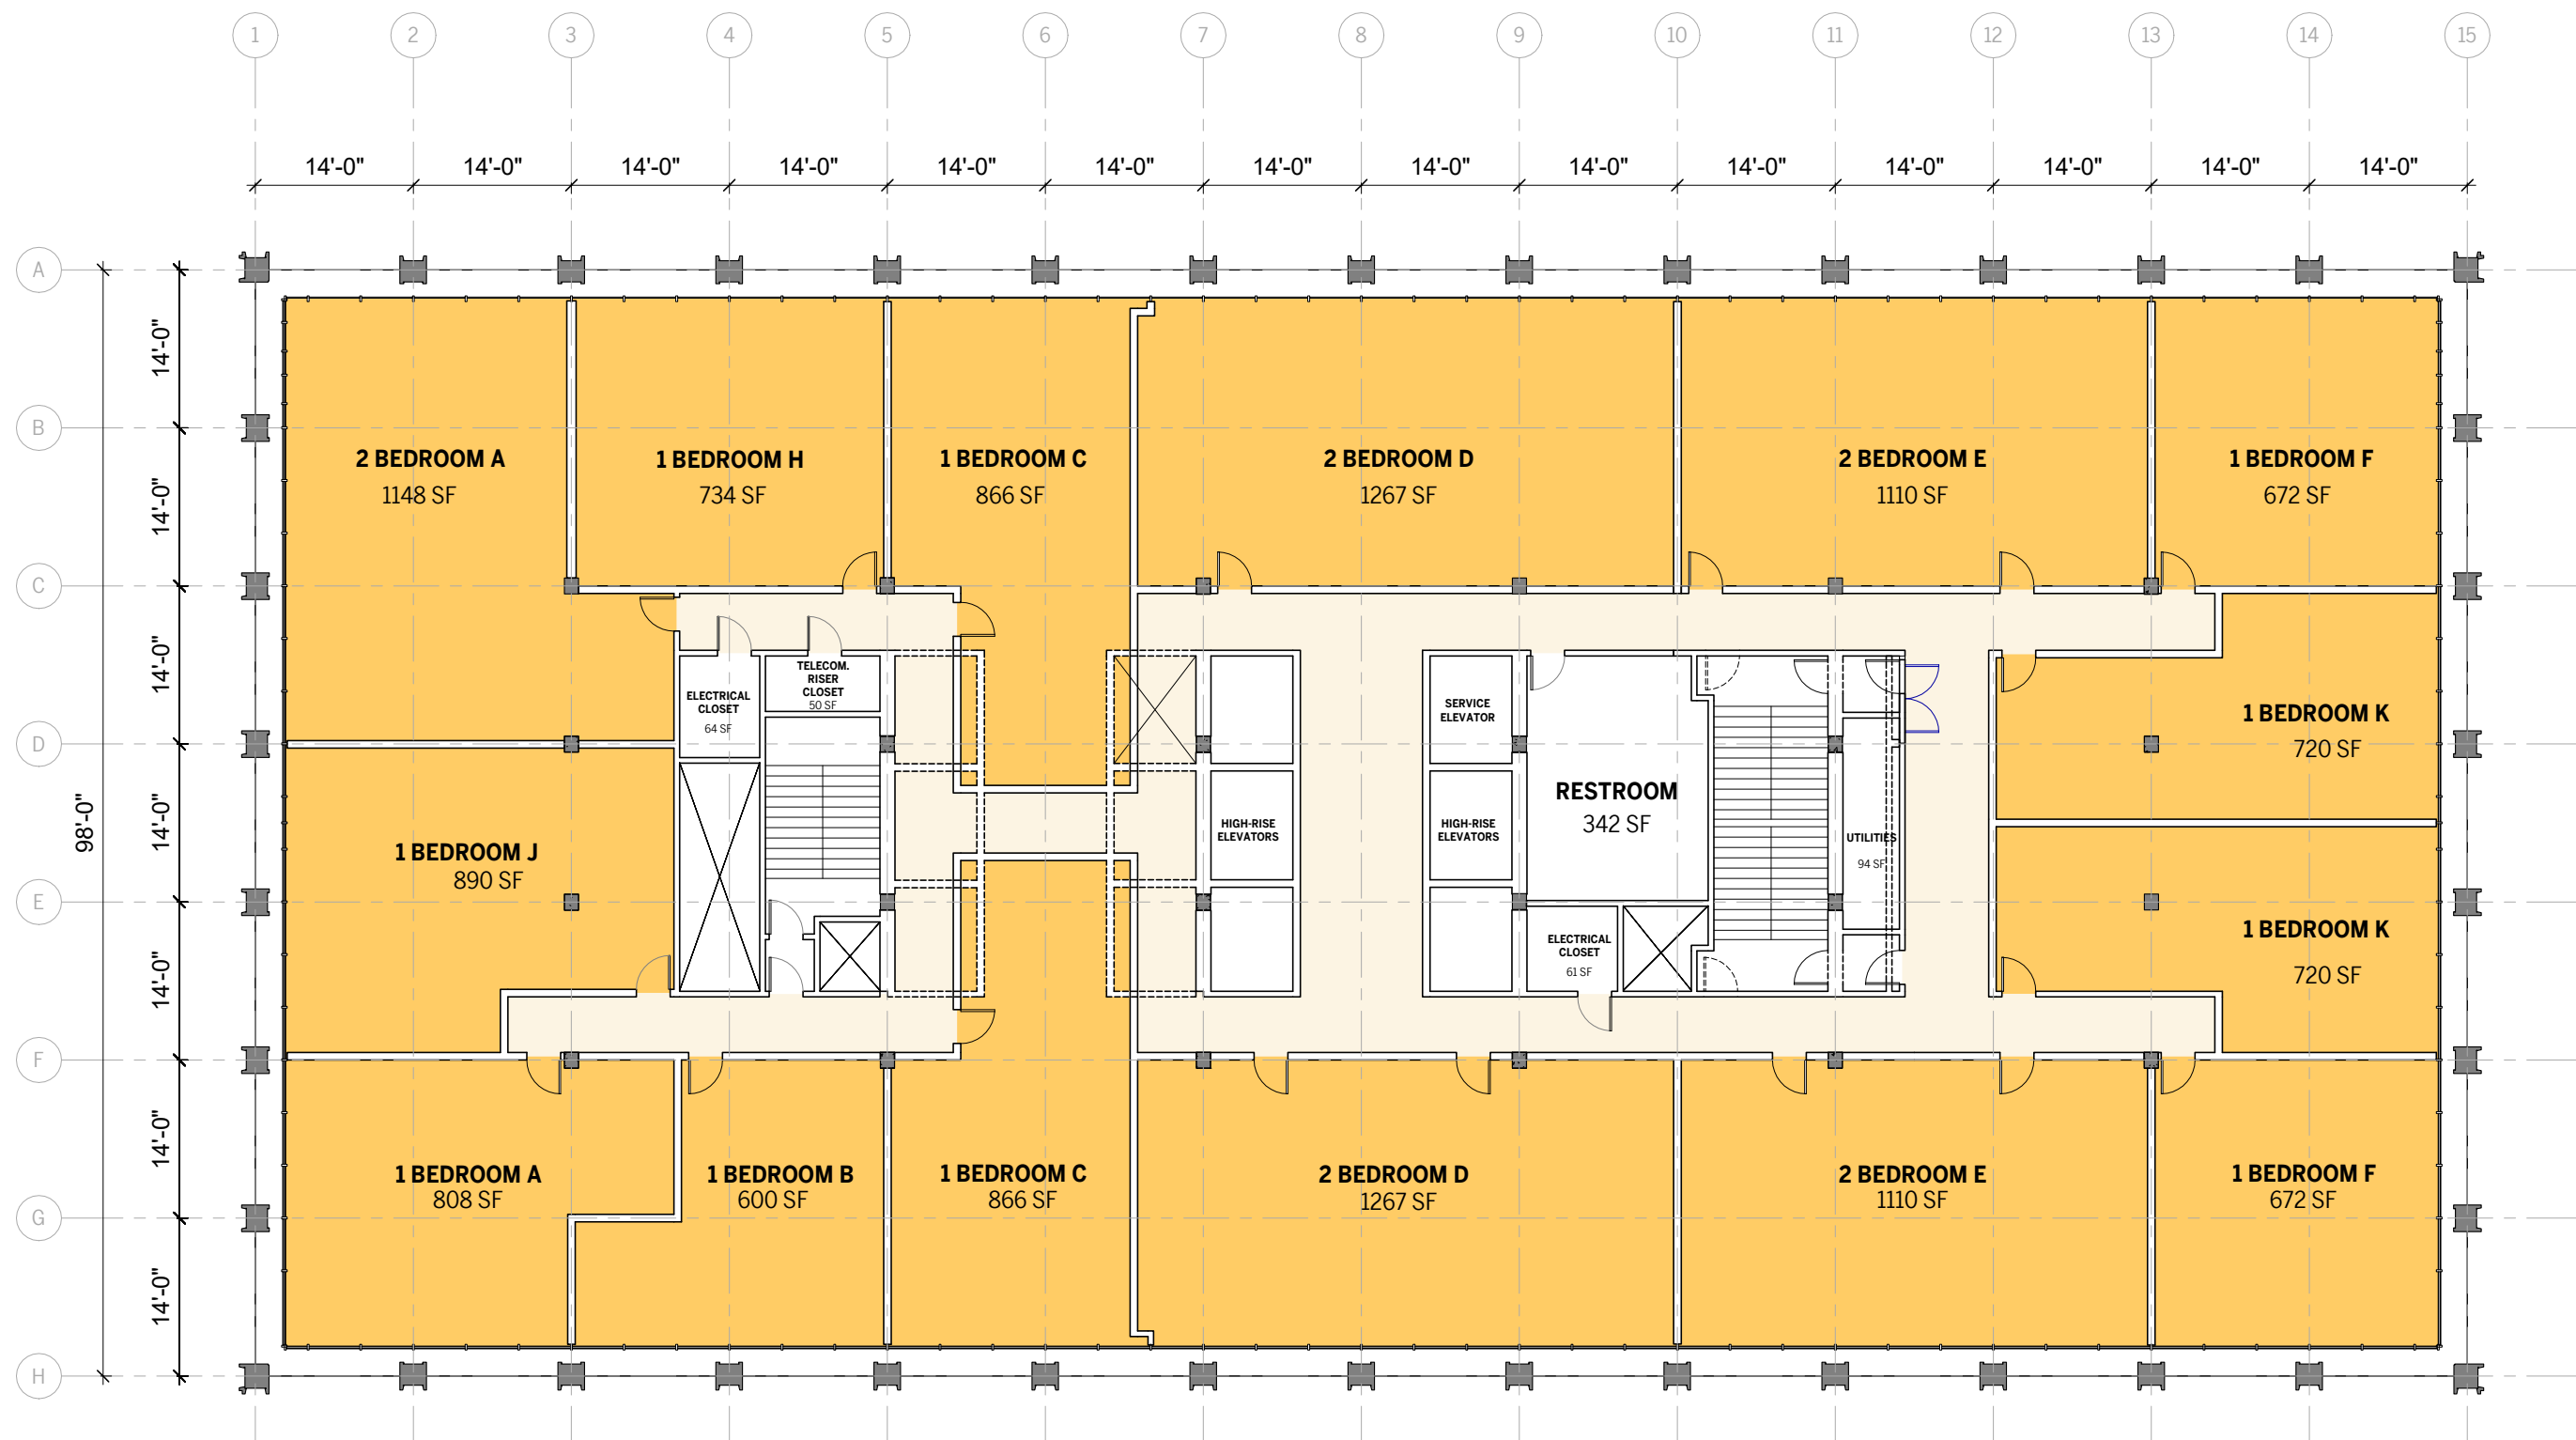 1 2 3 4 5 6 7 8 9 10 11 12 13 14 15
14'-0" 14'-0" 14'-0" 14'-0" 14'-0" 14'-0" 14'-0" 14'-0" 14'-0" 14'-0" 14'-0" 14'-0" 14'-0" 14'-0"
A
14'-0"
B
2 BEDROOM A
1148 SF
1 BEDROOM H
734 SF
1 BEDROOM C
866 SF
2 BEDROOM D
1267 SF
2 BEDROOM E
1110 SF
1 BEDROOM F
672 SF
14'-0"
C
14'-0"
ELECTRICAL
CLOSET
64 SF
TELECOM.
RISER
CLOSET
50 SF
SERVICE
ELEVATOR
1 BEDROOM K
720 SF
D
98'-0"
14'-0"
1 BEDROOM J
890 SF
HIGH-RISE
ELEVATORS
HIGH-RISE
ELEVATORS
RESTROOM
342 SF
UTILITIES
94 SF
E
14'-0"
ELECTRICAL
CLOSET
61 SF
1 BEDROOM K
720 SF
F
14'-0"
1 BEDROOM A
808 SF
1 BEDROOM B
600 SF
1 BEDROOM C
866 SF
2 BEDROOM D
1267 SF
2 BEDROOM E
1110 SF
1 BEDROOM F
672 SF
G
14'-0"
H